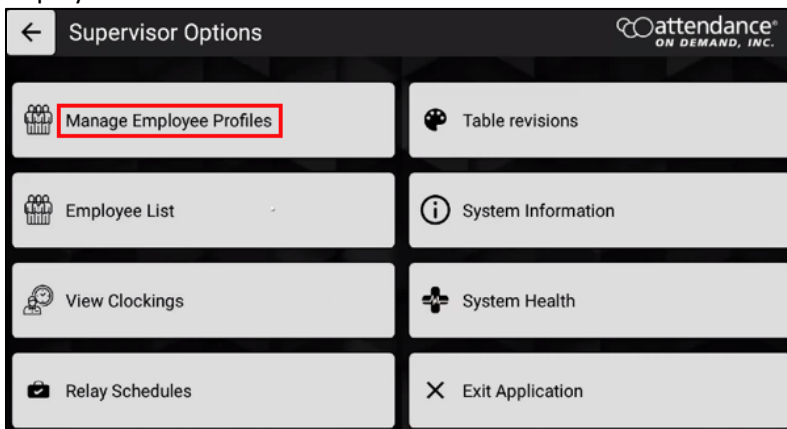 Supervisor Options
attendance®
ON DEMAND, INC.
Manage Employee Profiles
Table revisions
Employee List
System Information
View Clockings
System Health
Relay Schedules
Exit Application